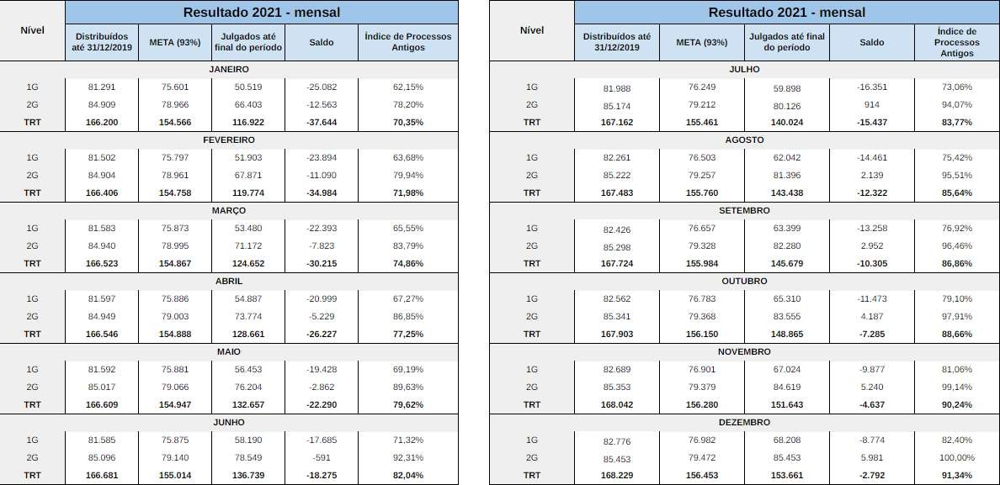 Resultado 2021 - mensal
Nível
Distribuídos até 31/12/2019 META (93%) Julgados até final do período Saldo Índice de Processos Antigos
JANEIRO
1G 81.291 75.601 50.519 -25.082 62,15%
2G 84.909 78.966 66.403 -12.563 78,20%
TRT 166.200 154.566 116.922 -37.644 70,35%
FEVEREIRO
1G 81.502 75.797 51.903 -23.894 63,68%
2G 84.904 78.961 67.871 -11.090 79,94%
TRT 166.406 154.758 119.774 -34.984 71,98%
MARÇO
1G 81.583 75.873 53.480 -22.393 65,55%
2G 84.940 78.995 71.172 -7.823 83,79%
TRT 166.523 154.867 124.652 -30.215 74,86%
ABRIL
1G 81.597 75.886 54.887 -20.999 67,27%
2G 84.949 79.003 73.774 -5.229 86,85%
TRT 166.546 154.888 128.661 -26.227 77,25%
MAIO
1G 81.592 75.881 56.453 -19.428 69,19%
2G 85.017 79.066 76.204 -2.862 89,63%
TRT 166.609 154.947 132.657 -22.290 79,62%
JUNHO
1G 81.585 75.875 58.190 -17.685 71,32%
2G 85.096 79.140 78.549 -591 92,31%
TRT 166.681 155.014 136.739 -18.275 82,04%
Resultado 2021 - mensal
Nível
Distribuídos até 31/12/2019 META (93%) Julgados até final do período Saldo Índice de Processos Antigos
JULHO
1G 81.988 76.249 59.898 -16.351 73,06%
2G 85.174 79.212 80.126 914 94,07%
TRT 167.162 155.461 140.024 -15.437 83,77%
AGOSTO
1G 82.261 76.503 62.042 -14.461 75,42%
2G 85.222 79.257 81.396 2.139 95,51%
TRT 167.483 155.760 143.438 -12.322 85,64%
SETEMBRO
1G 82.426 76.657 63.399 -13.258 76,92%
2G 85.298 79.328 82.280 2.952 96,46%
TRT 167.724 155.984 145.679 -10.305 86,86%
OUTUBRO
1G 82.562 76.783 65.310 -11.473 79,10%
2G 85.341 79.368 83.555 4.187 97,91%
TRT 167.903 156.150 148.865 -7.285 88,66%
NOVEMBRO
1G 82.689 76.901 67.024 -9.877 81,06%
2G 85.353 79.379 84.619 5.240 99,14%
TRT 168.042 156.280 151.643 -4.637 90,24%
DEZEMBRO
1G 82.776 76.982 68.208 -8.774 82,40%
2G 85.453 79.472 85.453 5.981 100,00%
TRT 168.229 156.453 153.661 -2.792 91,34%